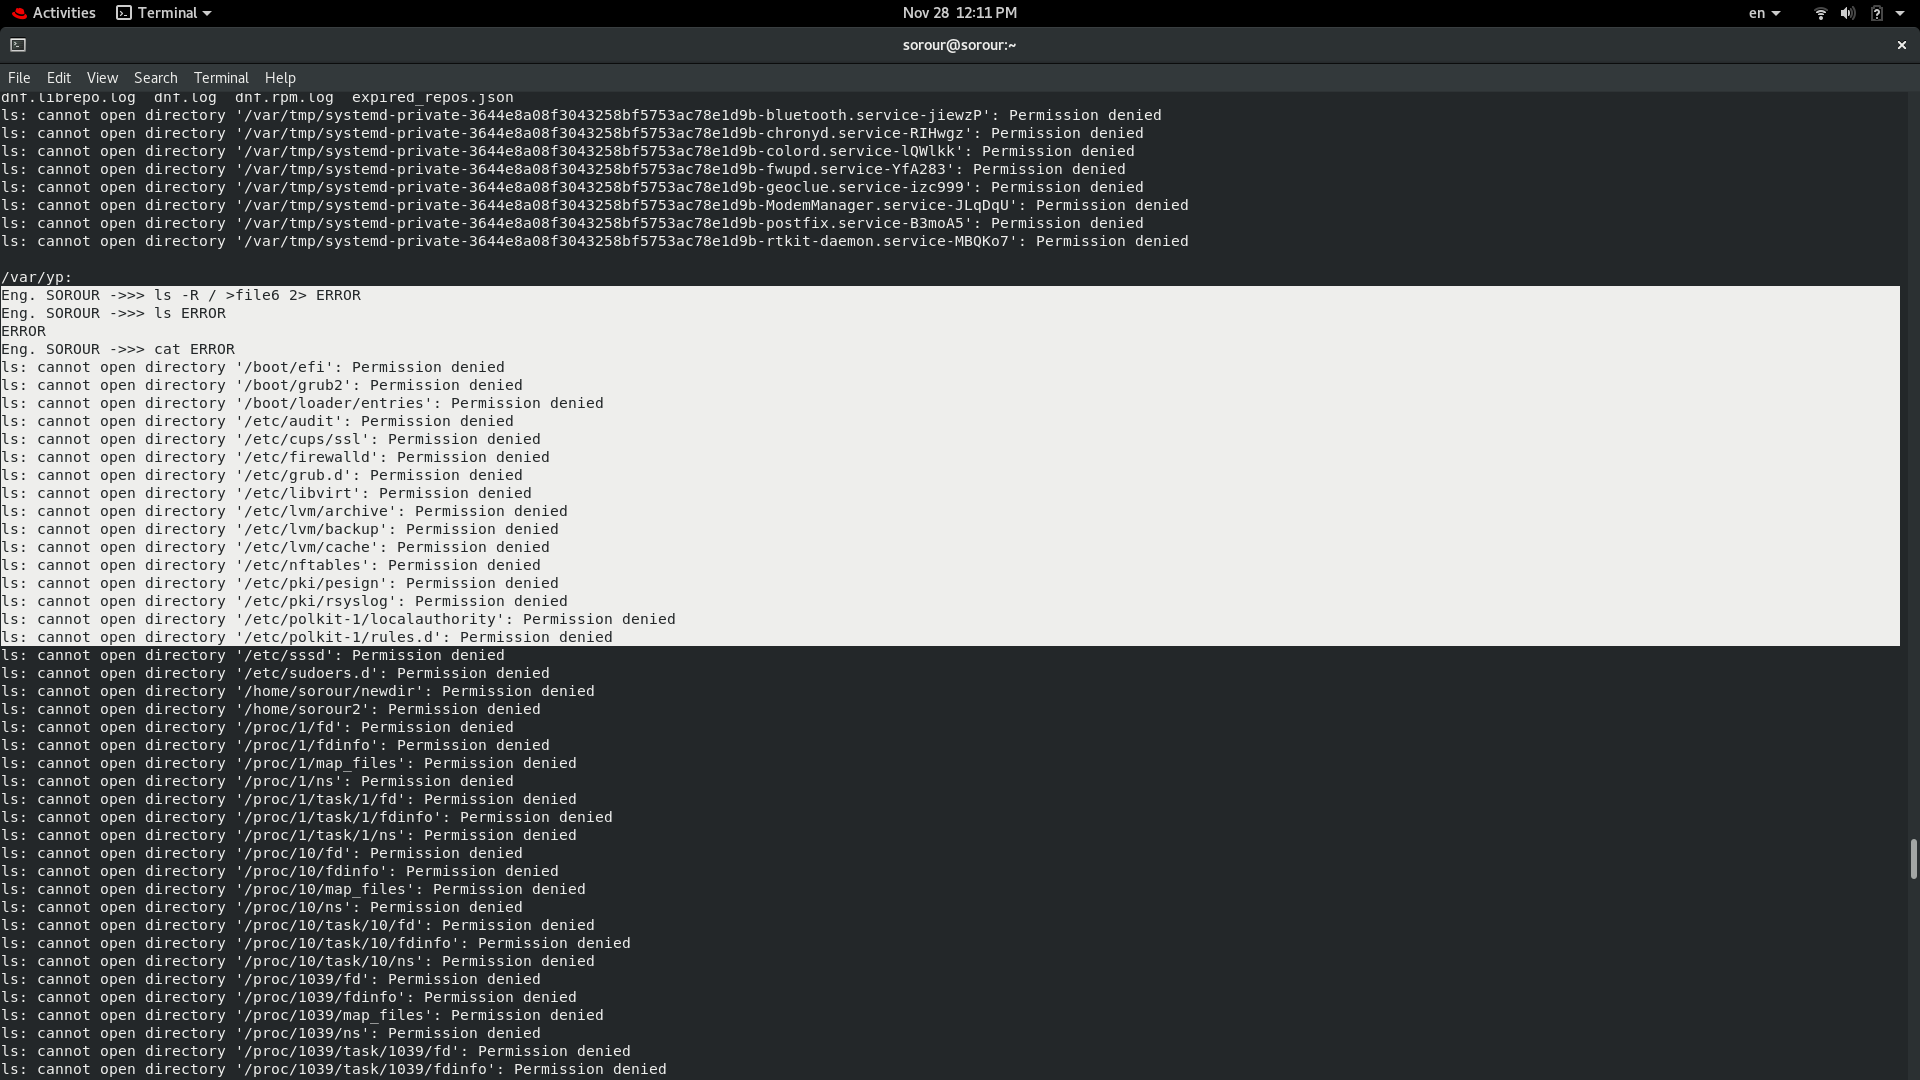 Activities Terminal Nov 28 12:11 PM en
sorour@sorour:~
File Edit View Search Terminal Help
dnf.librepo.log dnf.log dnf.rpm.log expired_repos.json
ls: cannot open directory '/var/tmp/systemd-private-3644e8a08f3043258bf5753ac78e1d9b-bluetooth.service-jiewzP': Permission denied
ls: cannot open directory '/var/tmp/systemd-private-3644e8a08f3043258bf5753ac78e1d9b-chronyd.service-RIHwgz': Permission denied
ls: cannot open directory '/var/tmp/systemd-private-3644e8a08f3043258bf5753ac78e1d9b-colord.service-lQWlkk': Permission denied
ls: cannot open directory '/var/tmp/systemd-private-3644e8a08f3043258bf5753ac78e1d9b-fwupd.service-YfA283': Permission denied
ls: cannot open directory '/var/tmp/systemd-private-3644e8a08f3043258bf5753ac78e1d9b-geoclue.service-izc999': Permission denied
ls: cannot open directory '/var/tmp/systemd-private-3644e8a08f3043258bf5753ac78e1d9b-ModemManager.service-JLqDqU': Permission denied
ls: cannot open directory '/var/tmp/systemd-private-3644e8a08f3043258bf5753ac78e1d9b-postfix.service-B3moA5': Permission denied
ls: cannot open directory '/var/tmp/systemd-private-3644e8a08f3043258bf5753ac78e1d9b-rtkit-daemon.service-MBQKo7': Permission denied
/var/yp:
Eng. SOROUR ->>> ls -R / >file6 2> ERROR
Eng. SOROUR ->>> ls ERROR
ERROR
Eng. SOROUR ->>> cat ERROR
ls: cannot open directory '/boot/efi': Permission denied
ls: cannot open directory '/boot/grub2': Permission denied
ls: cannot open directory '/boot/loader/entries': Permission denied
ls: cannot open directory '/etc/audit': Permission denied
ls: cannot open directory '/etc/cups/ssl': Permission denied
ls: cannot open directory '/etc/firewalld': Permission denied
ls: cannot open directory '/etc/grub.d': Permission denied
ls: cannot open directory '/etc/libvirt': Permission denied
ls: cannot open directory '/etc/lvm/archive': Permission denied
ls: cannot open directory '/etc/lvm/backup': Permission denied
ls: cannot open directory '/etc/lvm/cache': Permission denied
ls: cannot open directory '/etc/nftables': Permission denied
ls: cannot open directory '/etc/pki/pesign': Permission denied
ls: cannot open directory '/etc/pki/rsyslog': Permission denied
ls: cannot open directory '/etc/polkit-1/localauthority': Permission denied
ls: cannot open directory '/etc/polkit-1/rules.d': Permission denied
ls: cannot open directory '/etc/sssd': Permission denied
ls: cannot open directory '/etc/sudoers.d': Permission denied
ls: cannot open directory '/home/sorour/newdir': Permission denied
ls: cannot open directory '/home/sorour2': Permission denied
ls: cannot open directory '/proc/1/fd': Permission denied
ls: cannot open directory '/proc/1/fdinfo': Permission denied
ls: cannot open directory '/proc/1/map_files': Permission denied
ls: cannot open directory '/proc/1/ns': Permission denied
ls: cannot open directory '/proc/1/task/1/fd': Permission denied
ls: cannot open directory '/proc/1/task/1/fdinfo': Permission denied
ls: cannot open directory '/proc/1/task/1/ns': Permission denied
ls: cannot open directory '/proc/10/fd': Permission denied
ls: cannot open directory '/proc/10/fdinfo': Permission denied
ls: cannot open directory '/proc/10/map_files': Permission denied
ls: cannot open directory '/proc/10/ns': Permission denied
ls: cannot open directory '/proc/10/task/10/fd': Permission denied
ls: cannot open directory '/proc/10/task/10/fdinfo': Permission denied
ls: cannot open directory '/proc/10/task/10/ns': Permission denied
ls: cannot open directory '/proc/1039/fd': Permission denied
ls: cannot open directory '/proc/1039/fdinfo': Permission denied
ls: cannot open directory '/proc/1039/map_files': Permission denied
ls: cannot open directory '/proc/1039/ns': Permission denied
ls: cannot open directory '/proc/1039/task/1039/fd': Permission denied
ls: cannot open directory '/proc/1039/task/1039/fdinfo': Permission denied